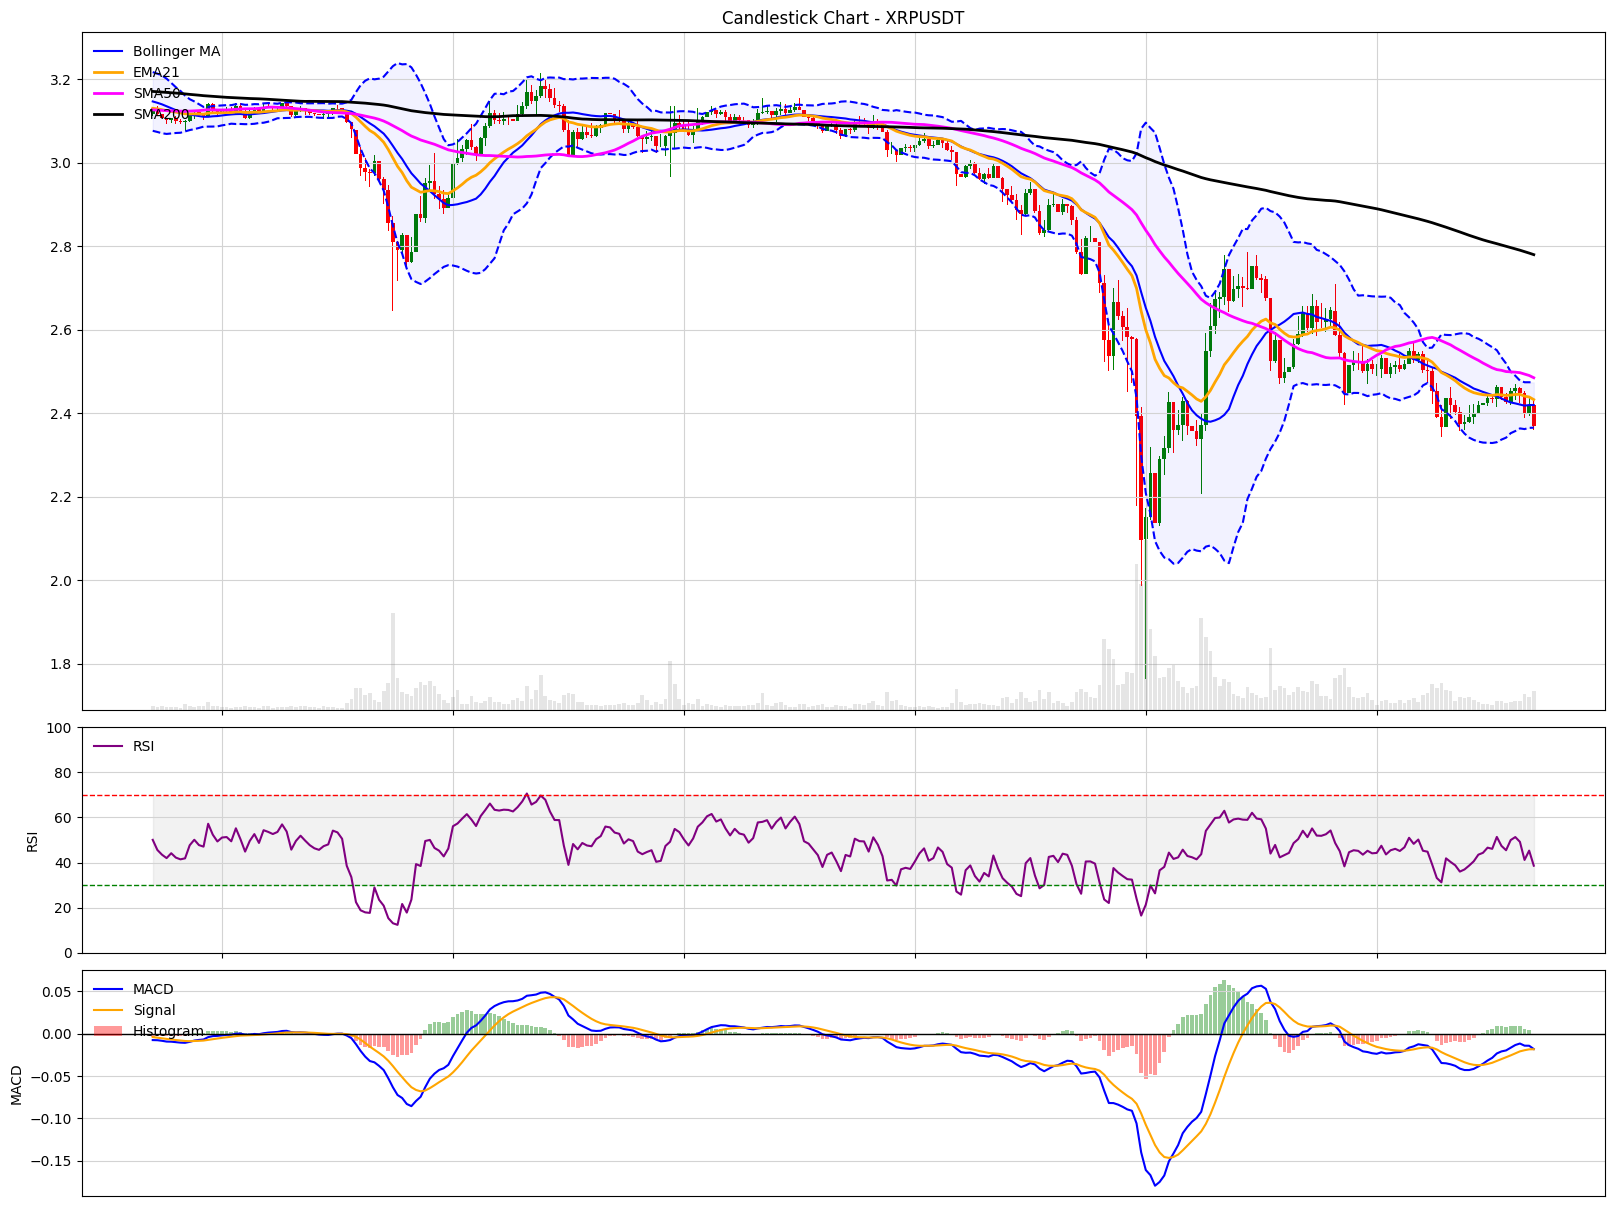 Candlestick Chart - XRPUSDT
Bollinger MA
EMA21
SMA50
SMA200
3.2
3.0
2.8
2.6
2.4
2.2
2.0
1.8
RSI
RSI
100
80
60
40
20
0
MACD
Signal
Histogram
MACD
0.05
0.00
−0.05
−0.10
−0.15